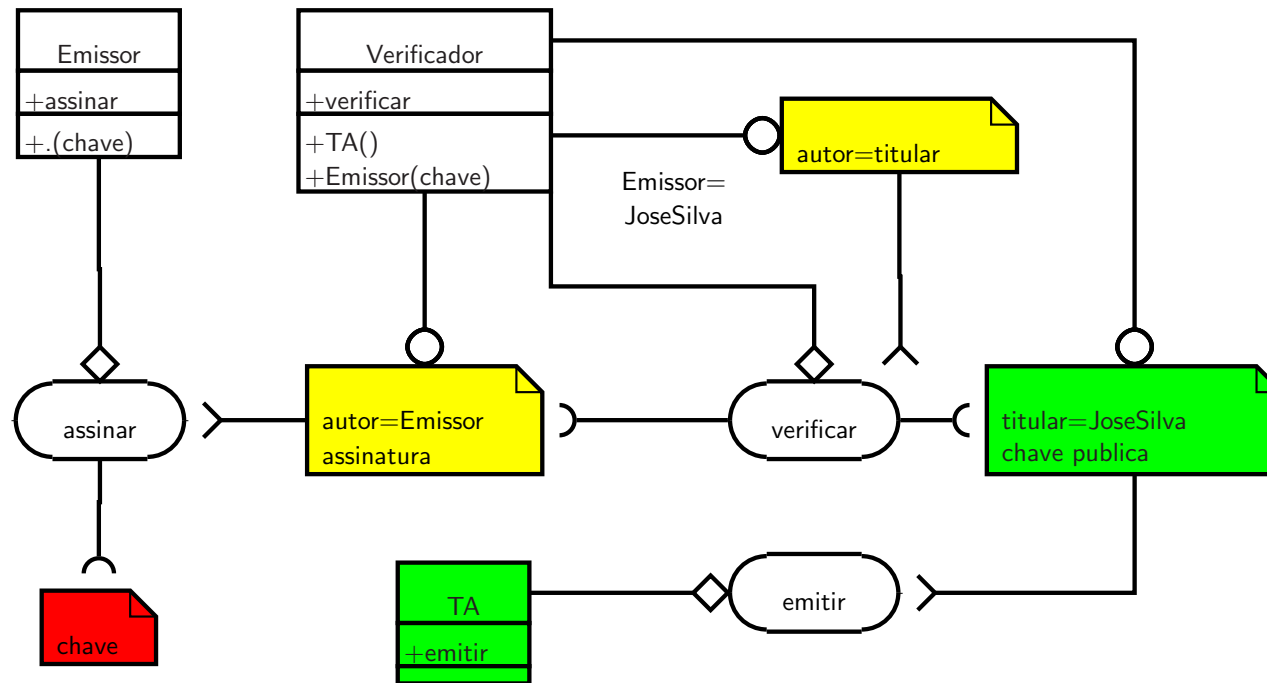 Emissor
+assinar
+.(chave)
Verificador
+verificar
+TA()
+Emissor(chave)
Emissor=
JoseSilva
autor=titular
assinar
autor=Emissor
assinatura
verificar
titular=JoseSilva
chave publica
chave
TA
+emitir
emitir